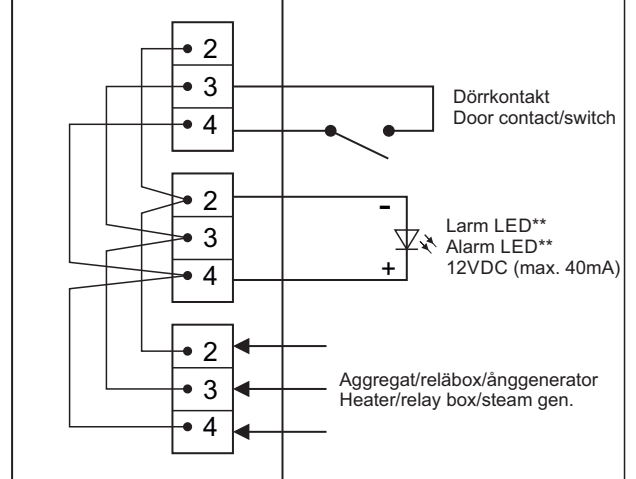 2
3
4
Dörrkontakt
Door contact/switch
2
3
4
-
+
Larm LED**
Alarm LED**
12VDC (max. 40mA)
2
3
4
Aggregat/reläbox/ånggenerator
Heater/relay box/steam gen.